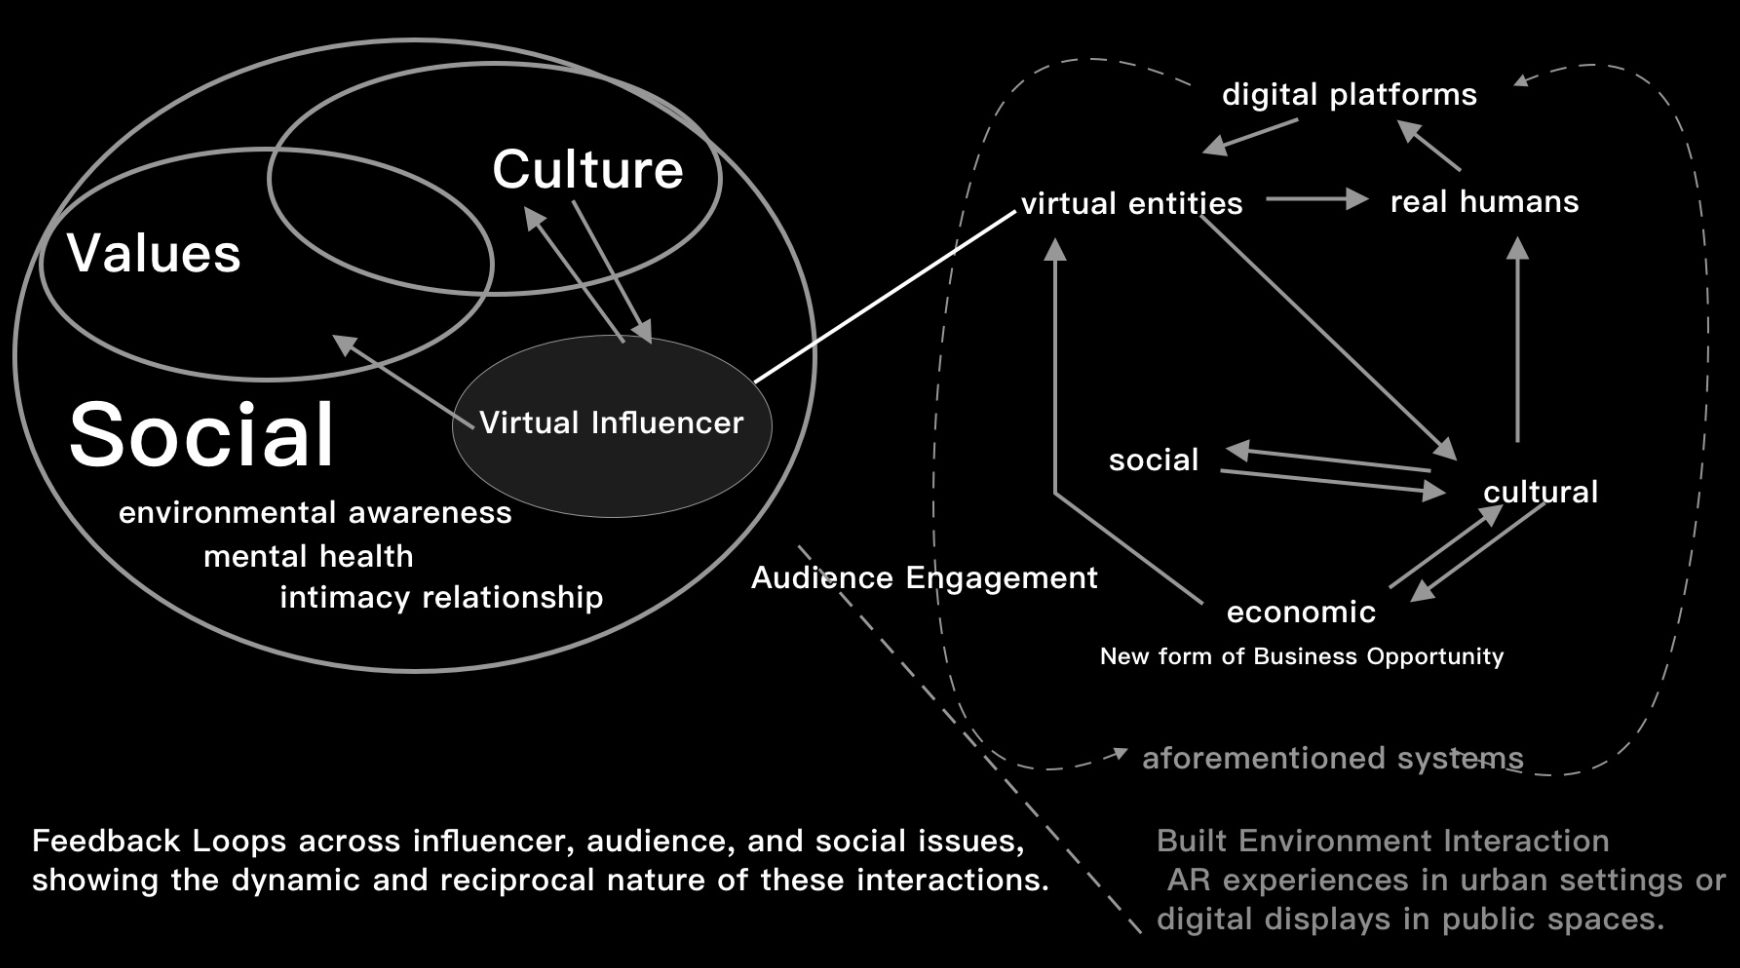 Culture
Values
Virtual Influencer
Social
environmental awareness
mental health
intimacy relationship
digital platforms
virtual entities
real humans
social
cultural
Audience Engagement
economic
New form of Business Opportunity
aforementioned systems
Feedback Loops across influencer, audience, and social issues,
showing the dynamic and reciprocal nature of these interactions.
Built Environment Interaction
AR experiences in urban settings or
digital displays in public spaces.